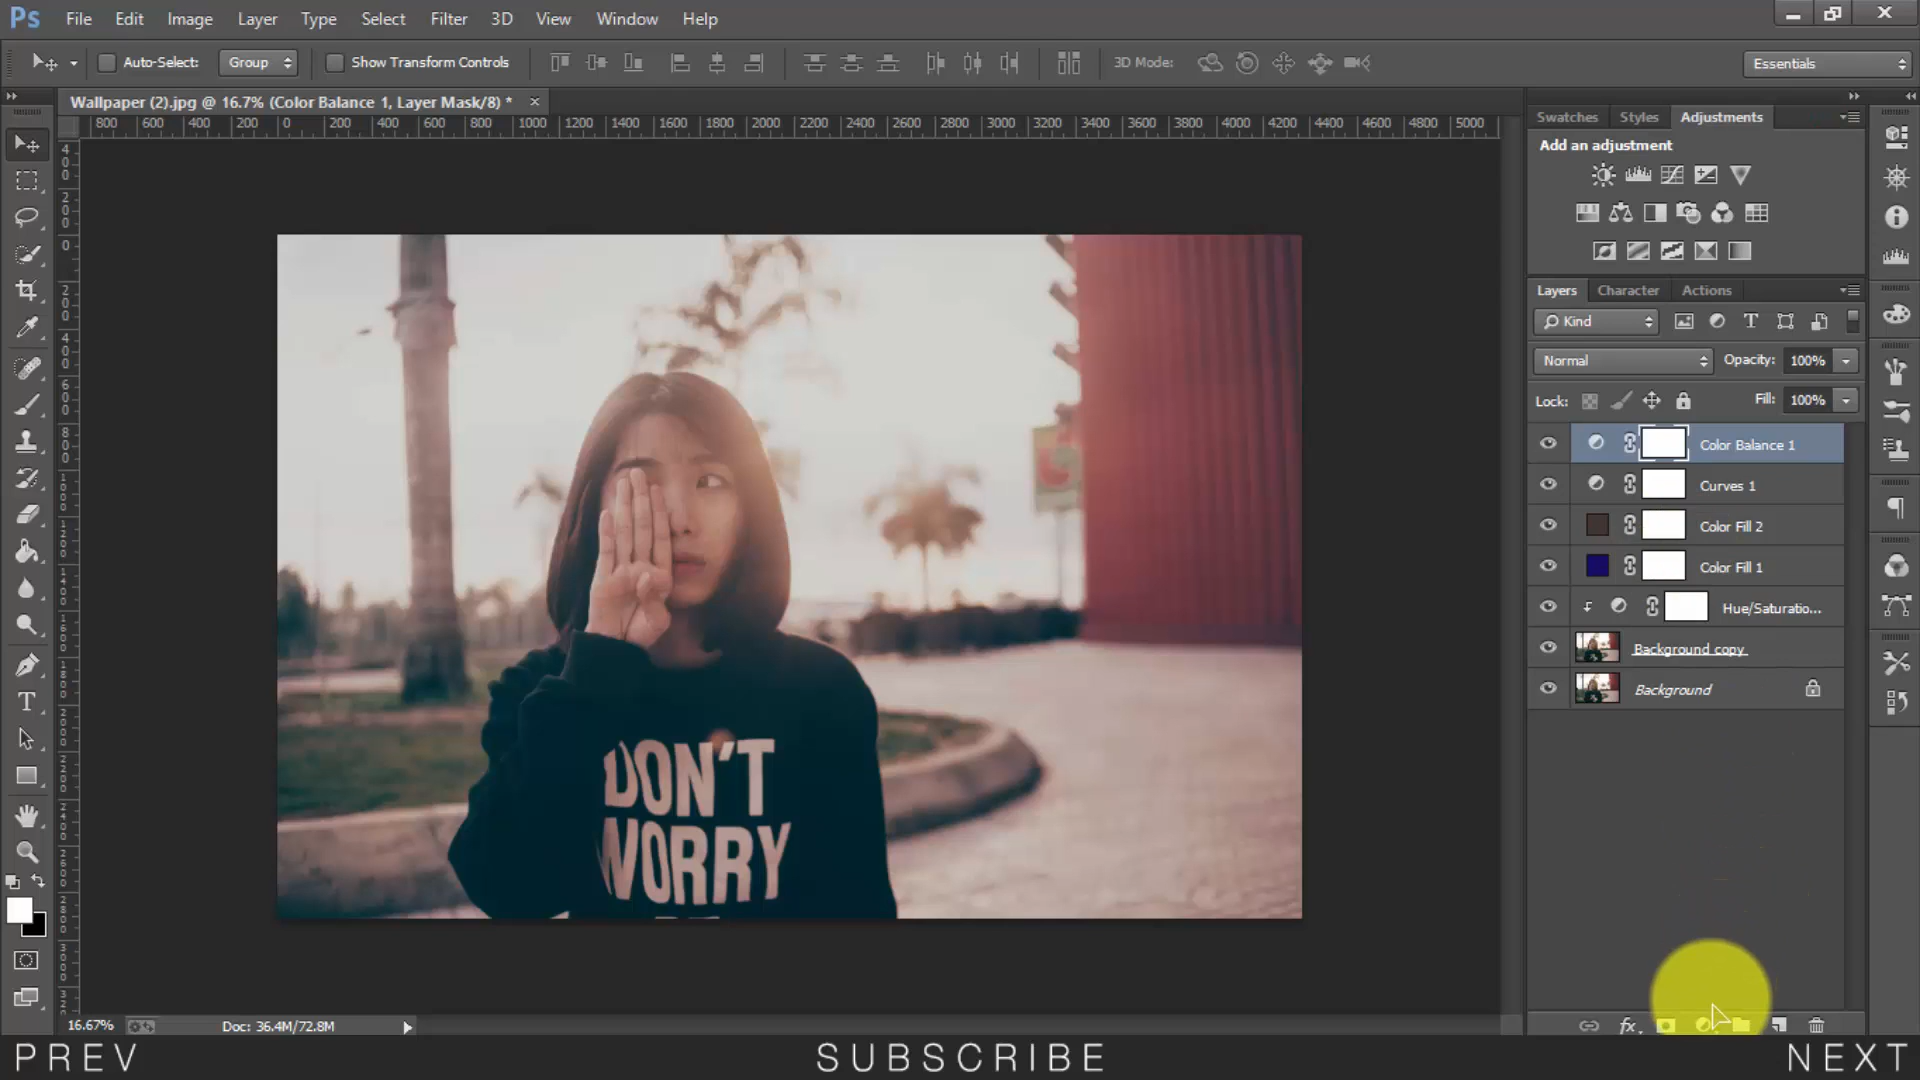 Ps File Edit Image Layer Type Select Filter 3D View Window Help
Auto-Select: Group Show Transform Controls 3D Mode: Essentials
Wallpaper (2).jpg @ 16.7% (Color Balance 1, Layer Mask/8) *
800 600 400 200 0 200 400 600 800 1000 1200 1400 1600 1800 2000 2200 2400 2600 2800 3000 3200 3400 3600 3800 4000 4200 4400 4600 4800 5000
Swatches Styles Adjustments
Add an adjustment
Layers Character Actions
Kind
Normal Opacity: 100%
Lock: Fill: 100%
Color Balance 1
Curves 1
Color Fill 2
Color Fill 1
Hue/Saturatio...
Background copy
Background
DON'T
WORRY
16.67% Doc: 36.4M/72.8M
fx
PREV SUBSCRIBE NEXT